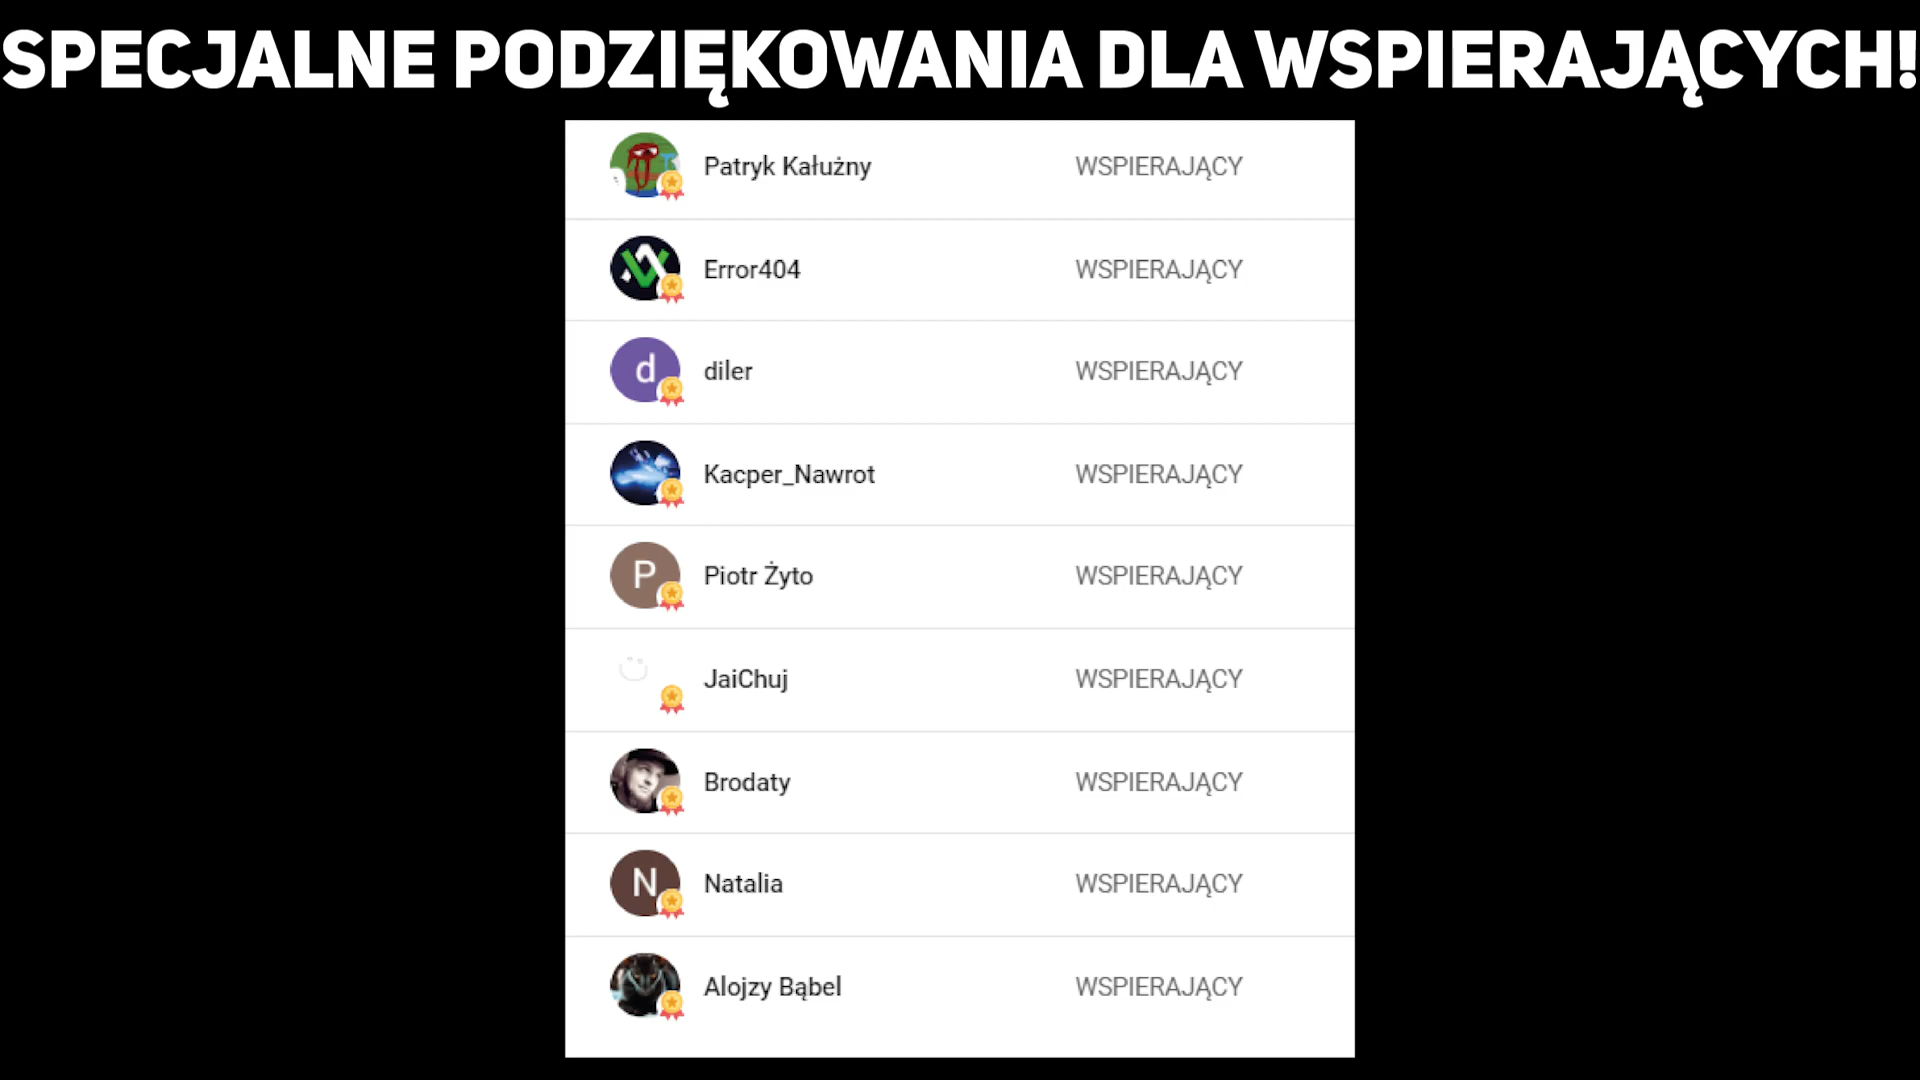 SPECJALNE PODZIĘKOWANIA DLA WSPIERAJĄCYCH!
Patryk Kałużny WSPIERAJĄCY
Error404 WSPIERAJĄCY
d diler WSPIERAJĄCY
Kacper_Nawrot WSPIERAJĄCY
P Piotr Żyto WSPIERAJĄCY
JaiChuj WSPIERAJĄCY
Brodaty WSPIERAJĄCY
N Natalia WSPIERAJĄCY
Alojzy Bąbel WSPIERAJĄCY